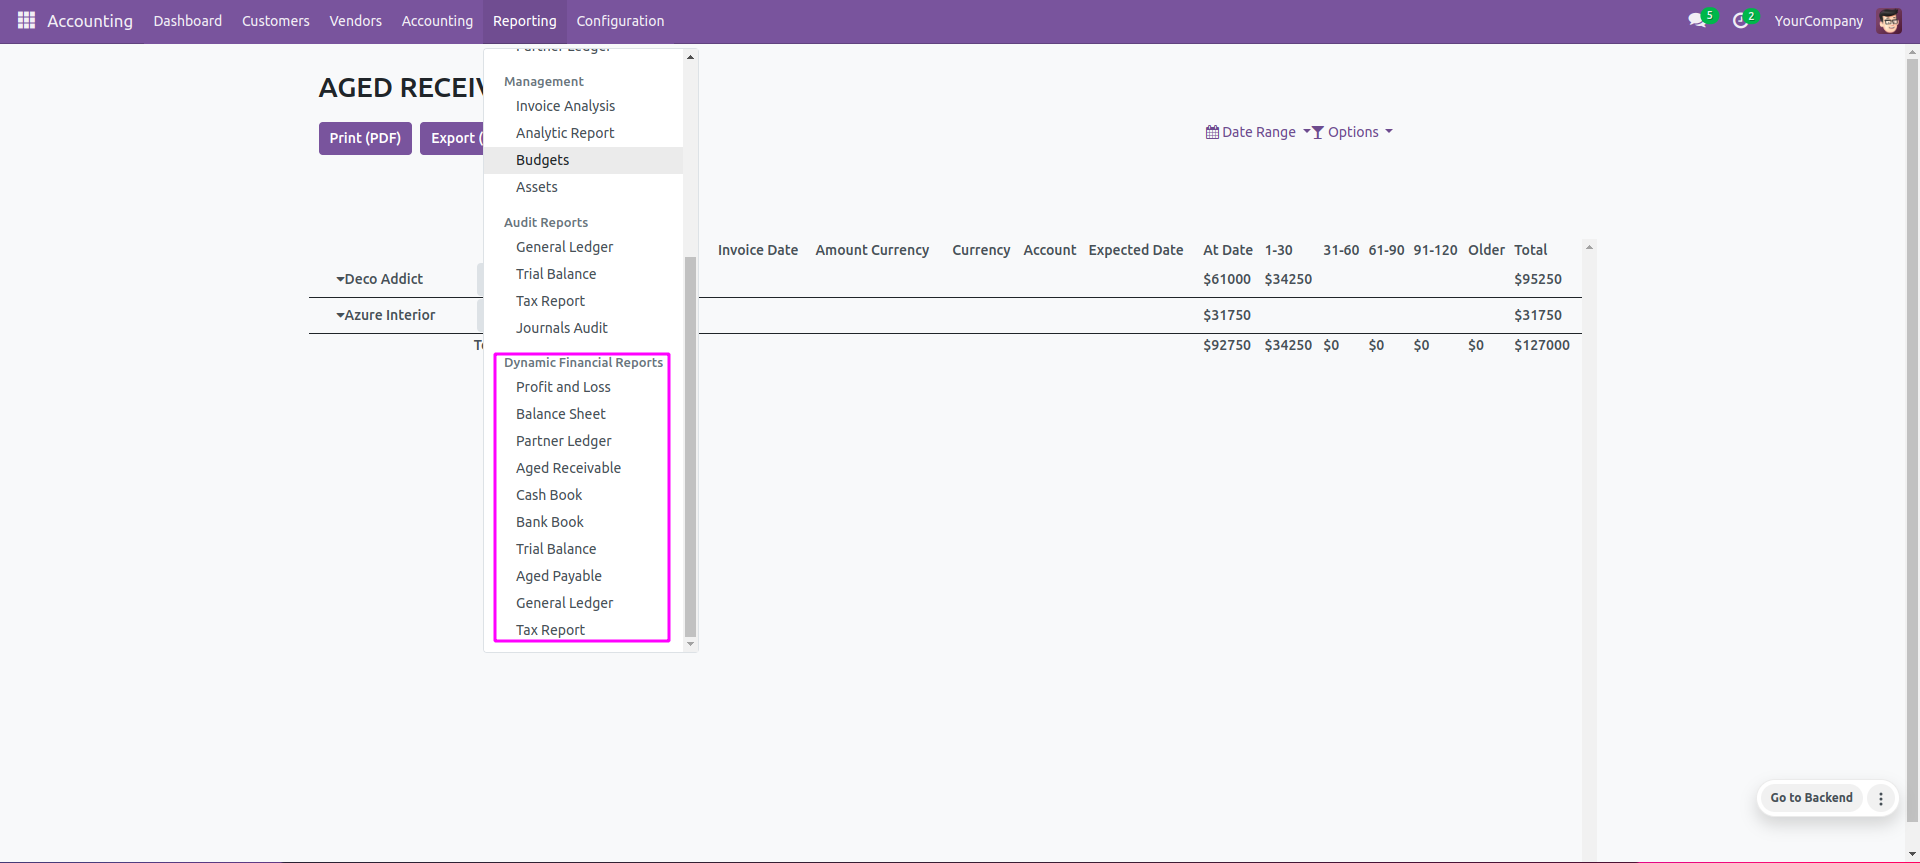 Accounting Dashboard Customers Vendors Accounting Reporting Configuration 5 2 YourCompany
Partner Ledger
Management
Invoice Analysis
Analytic Report
Budgets
Assets
Audit Reports
General Ledger
Trial Balance
Tax Report
Journals Audit
Dynamic Financial Reports
Profit and Loss
Balance Sheet
Partner Ledger
Aged Receivable
Cash Book
Bank Book
Trial Balance
Aged Payable
General Ledger
Tax Report
AGED RECEIV
Print (PDF) Export (
Date Range Options
Invoice Date Amount Currency Currency Account Expected Date At Date 1-30 31-60 61-90 91-120 Older Total
Deco Addict $61000 $34250 $95250
Azure Interior $31750 $31750
$92750 $34250 $0 $0 $0 $0 $127000
Go to Backend